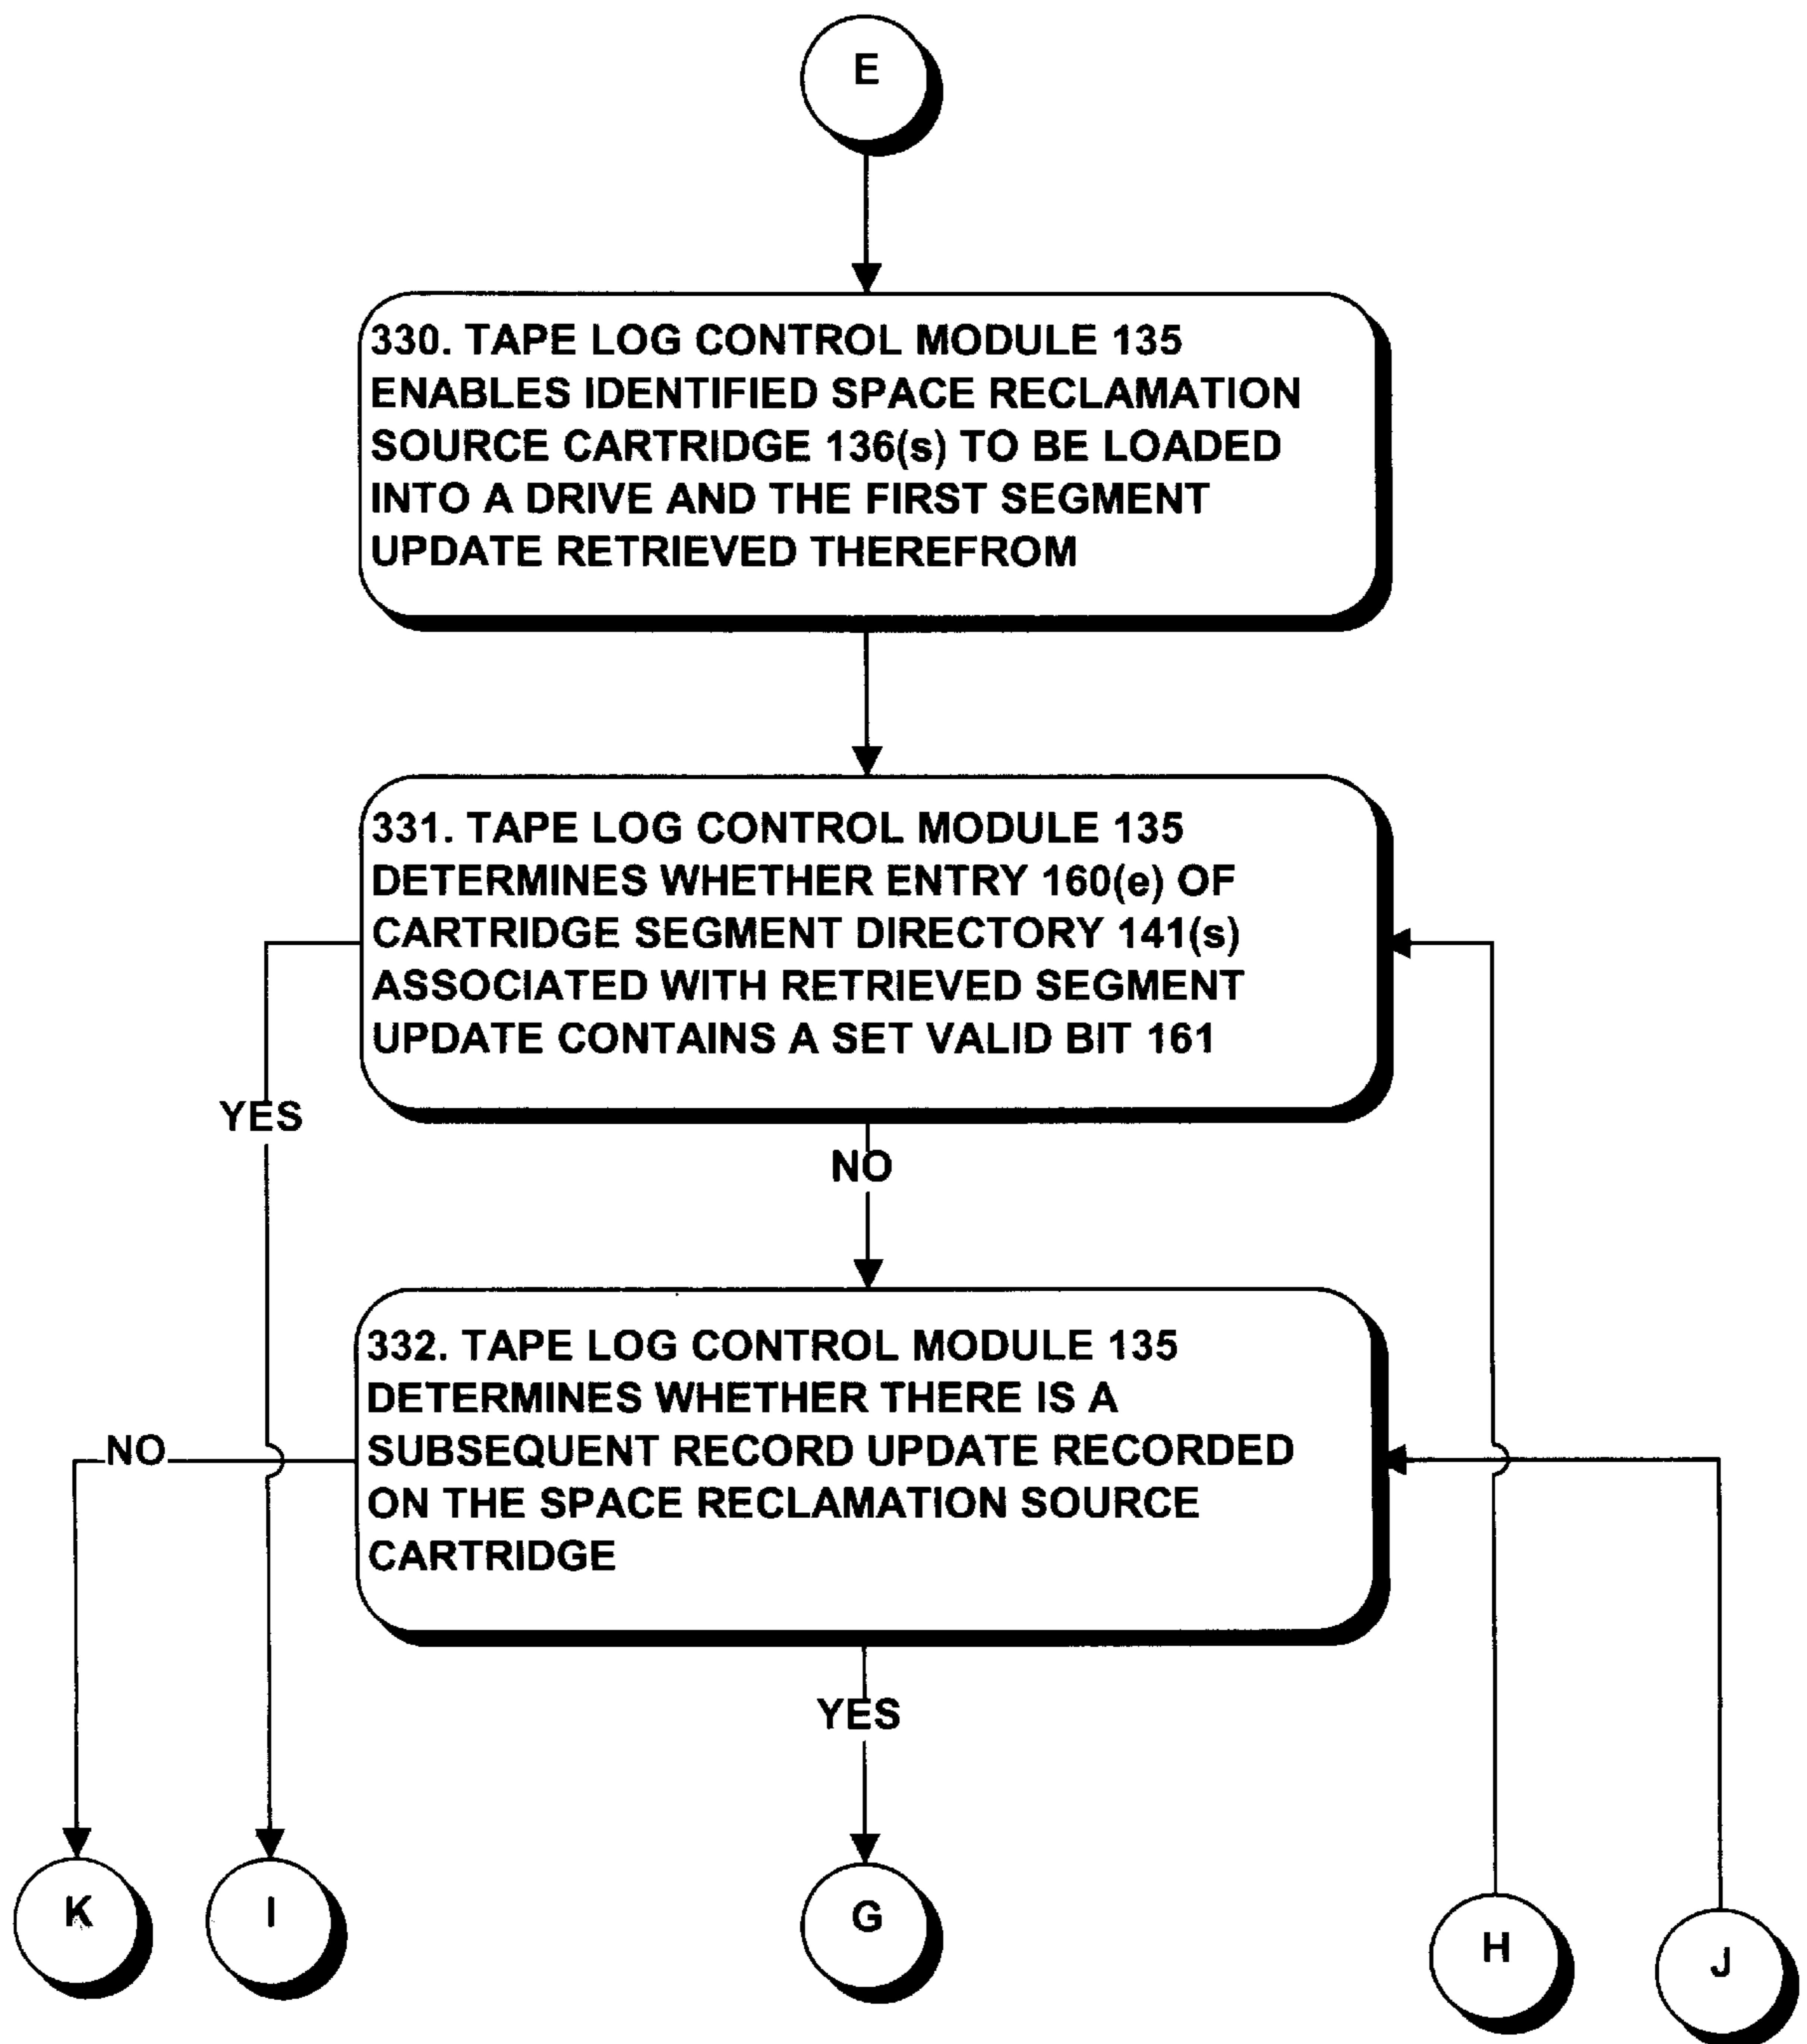 E
330. TAPE LOG CONTROL MODULE 135
ENABLES IDENTIFIED SPACE RECLAMATION
SOURCE CARTRIDGE 136(s) TO BE LOADED
INTO A DRIVE AND THE FIRST SEGMENT
UPDATE RETRIEVED THEREFROM
331. TAPE LOG CONTROL MODULE 135
DETERMINES WHETHER ENTRY 160(e) OF
CARTRIDGE SEGMENT DIRECTORY 141(s)
ASSOCIATED WITH RETRIEVED SEGMENT
UPDATE CONTAINS A SET VALID BIT 161
YES
NO
332. TAPE LOG CONTROL MODULE 135
DETERMINES WHETHER THERE IS A
SUBSEQUENT RECORD UPDATE RECORDED
ON THE SPACE RECLAMATION SOURCE
CARTRIDGE
NO
YES
K
I
G
H
J